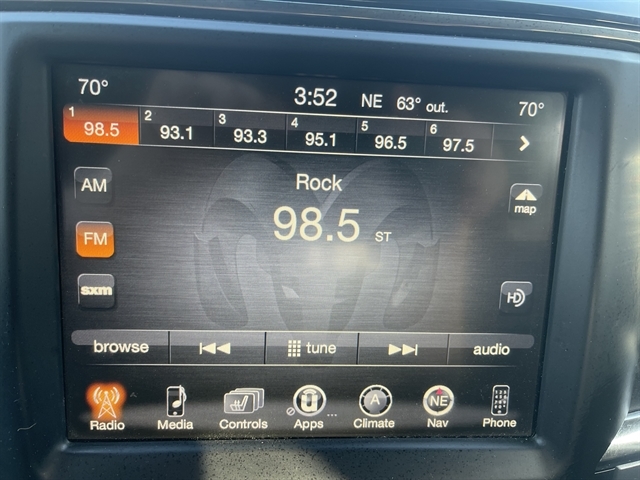 70° 3:52 NE 63° out. 70°
1 98.5 2 93.1 3 93.3 4 95.1 5 96.5 6 97.5
AM
Rock
map
98.5 ST
FM
sxm
HD
browse tune audio
Radio Media Controls U Apps ... A Climate NE Nav Phone